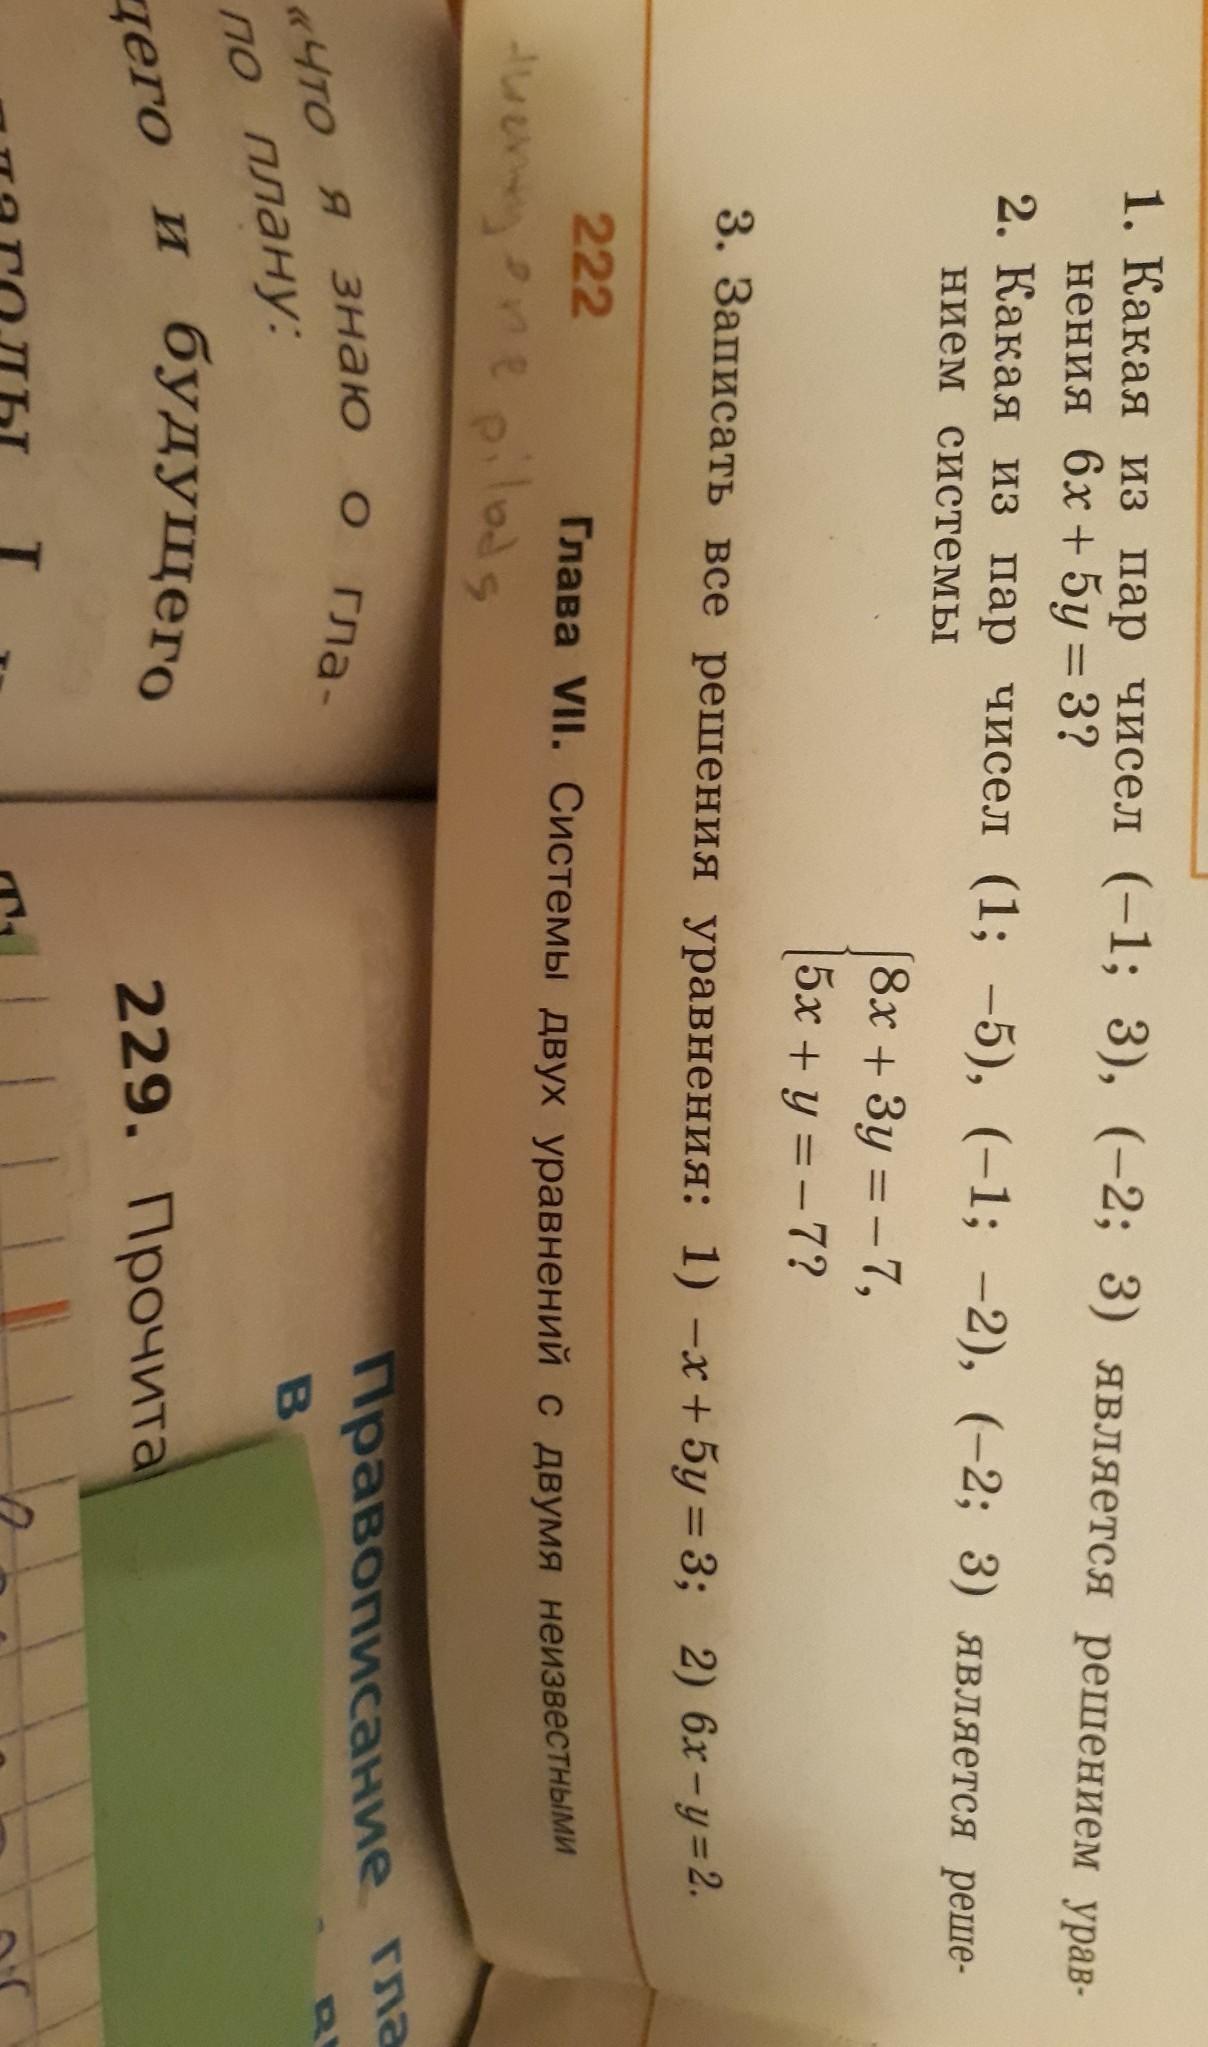 1. Какая из пар чисел (−1; 3), (−2; 3) является решением урав-
нения 6x + 5y = 3?
2. Какая из пар чисел (1; −5), (−1; −2), (−2; 3) является реше-
нием системы
{8x + 3y = −7,
{5x + y = −7?
3. Записать все решения уравнения: 1) −x + 5y = 3; 2) 6x − y = 2.
222 Глава VII. Системы двух уравнений с двумя неизвестными
one pilads
«Что я знаю о гла-
по плану:
щего и будущего
Правописание гла
в
229. Прочита